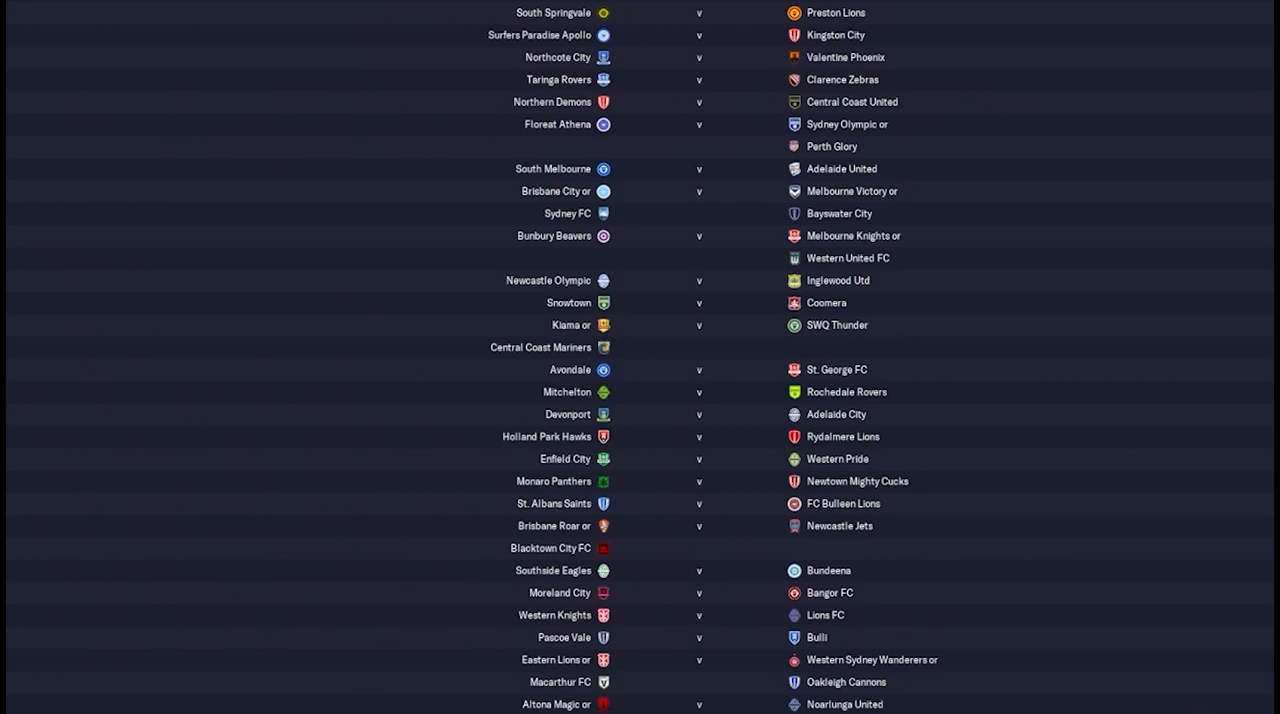 South Springvale v Preston Lions
Surfers Paradise Apollo v Kingston City
Northcote City v Valentine Phoenix
Taringa Rovers v Clarence Zebras
Northern Demons v Central Coast United
Floreat Athena v Sydney Olympic or
Perth Glory
South Melbourne v Adelaide United
Brisbane City or v Melbourne Victory or
Sydney FC Bayswater City
Bunbury Beavers v Melbourne Knights or
Western United FC
Newcastle Olympic v Inglewood Utd
Snowtown v Coomera
Kiama or v SWQ Thunder
Central Coast Mariners
Avondale v St. George FC
Mitchelton v Rochedale Rovers
Devonport v Adelaide City
Holland Park Hawks v Rydalmere Lions
Enfield City v Western Pride
Monaro Panthers v Newtown Mighty Cucks
St. Albans Saints v FC Bulleen Lions
Brisbane Roar or v Newcastle Jets
Blacktown City FC
Southside Eagles v Bundeena
Moreland City v Bangor FC
Western Knights v Lions FC
Pascoe Vale v Bulli
Eastern Lions or v Western Sydney Wanderers or
Macarthur FC Oakleigh Cannons
Altona Magic or v Noarlunga United